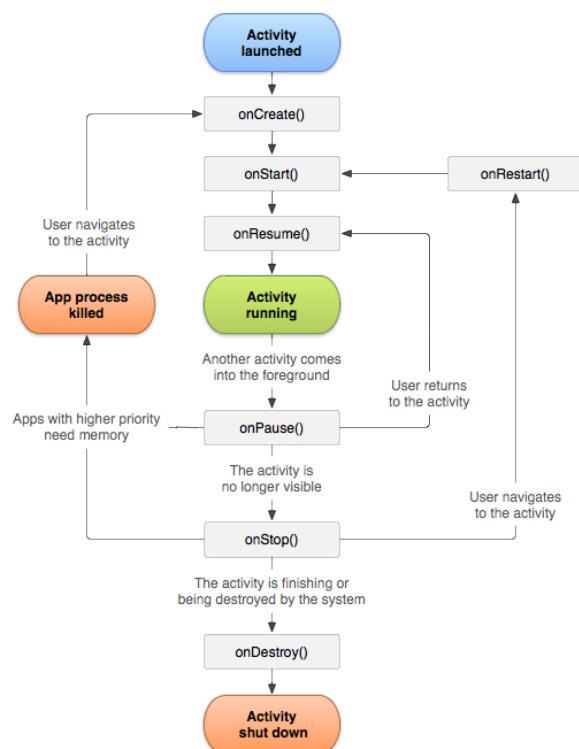 Activity
launched
onCreate()
onStart()
onRestart()
User navigates
to the activity
onResume()
App process
killed
Activity
running
Another activity comes
into the foreground
User returns
to the activity
Apps with higher priority
need memory
onPause()
The activity is
no longer visible
User navigates
to the activity
onStop()
The activity is finishing or
being destroyed by the system
onDestroy()
Activity
shut down